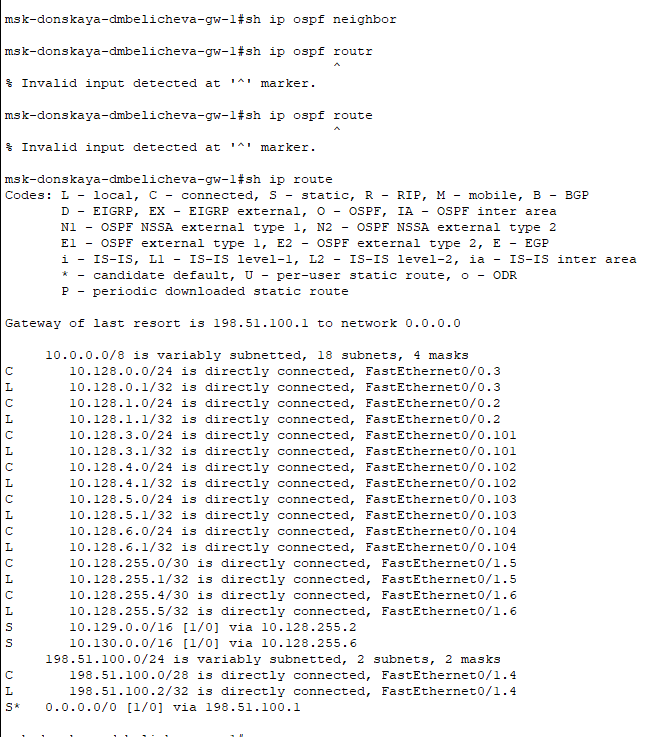 msk-donskaya-dmbelicheva-gw-1#sh ip ospf neighbor
msk-donskaya-dmbelicheva-gw-1#sh ip ospf routr
^
% Invalid input detected at '^' marker.
msk-donskaya-dmbelicheva-gw-1#sh ip ospf route
^
% Invalid input detected at '^' marker.
msk-donskaya-dmbelicheva-gw-1#sh ip route
Codes: L - local, C - connected, S - static, R - RIP, M - mobile, B - BGP
D - EIGRP, EX - EIGRP external, O - OSPF, IA - OSPF inter area
N1 - OSPF NSSA external type 1, N2 - OSPF NSSA external type 2
E1 - OSPF external type 1, E2 - OSPF external type 2, E - EGP
i - IS-IS, L1 - IS-IS level-1, L2 - IS-IS level-2, ia - IS-IS inter area
* - candidate default, U - per-user static route, o - ODR
P - periodic downloaded static route
Gateway of last resort is 198.51.100.1 to network 0.0.0.0
10.0.0.0/8 is variably subnetted, 18 subnets, 4 masks
C 10.128.0.0/24 is directly connected, FastEthernet0/0.3
L 10.128.0.1/32 is directly connected, FastEthernet0/0.3
C 10.128.1.0/24 is directly connected, FastEthernet0/0.2
L 10.128.1.1/32 is directly connected, FastEthernet0/0.2
C 10.128.3.0/24 is directly connected, FastEthernet0/0.101
L 10.128.3.1/32 is directly connected, FastEthernet0/0.101
C 10.128.4.0/24 is directly connected, FastEthernet0/0.102
L 10.128.4.1/32 is directly connected, FastEthernet0/0.102
C 10.128.5.0/24 is directly connected, FastEthernet0/0.103
L 10.128.5.1/32 is directly connected, FastEthernet0/0.103
C 10.128.6.0/24 is directly connected, FastEthernet0/0.104
L 10.128.6.1/32 is directly connected, FastEthernet0/0.104
C 10.128.255.0/30 is directly connected, FastEthernet0/1.5
L 10.128.255.1/32 is directly connected, FastEthernet0/1.5
C 10.128.255.4/30 is directly connected, FastEthernet0/1.6
L 10.128.255.5/32 is directly connected, FastEthernet0/1.6
S 10.129.0.0/16 [1/0] via 10.128.255.2
S 10.130.0.0/16 [1/0] via 10.128.255.6
198.51.100.0/24 is variably subnetted, 2 subnets, 2 masks
C 198.51.100.0/28 is directly connected, FastEthernet0/1.4
L 198.51.100.2/32 is directly connected, FastEthernet0/1.4
S* 0.0.0.0/0 [1/0] via 198.51.100.1